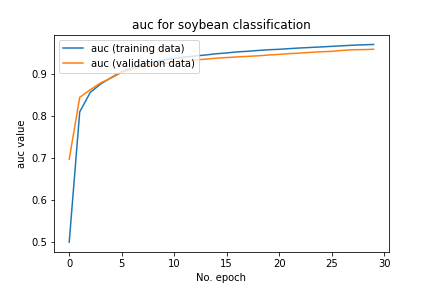 auc for soybean classification
auc (training data)
auc (validation data)
auc value
0.9
0.8
0.7
0.6
0.5
0 5 10 15 20 25 30
No. epoch